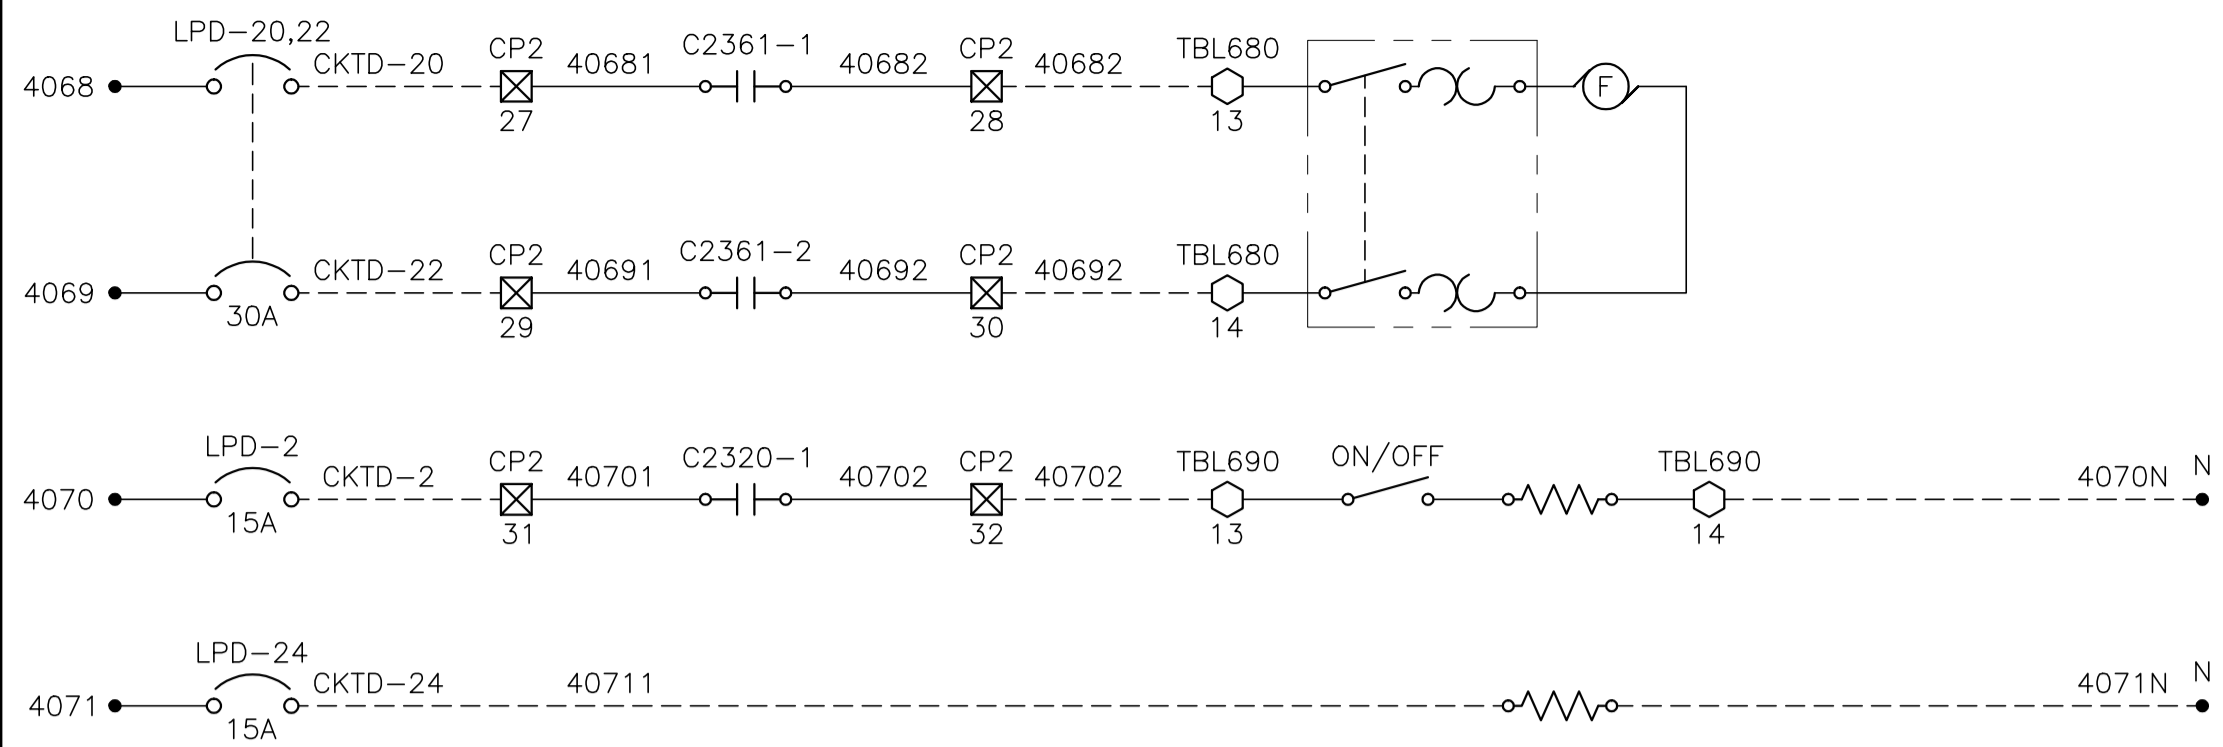 LPD-20,22
4068 CKTD-20 CP2 40681 C2361-1 40682 CP2 40682 TBL680 F
27 28 13
4069 CKTD-22 CP2 40691 C2361-2 40692 CP2 40692 TBL680
30A 29 30 14
LPD-2
4070 CKTD-2 CP2 40701 C2320-1 40702 CP2 40702 TBL690 ON/OFF TBL690 4070N N
15A 31 32 13 14
LPD-24
4071 CKTD-24 40711 4071N N
15A